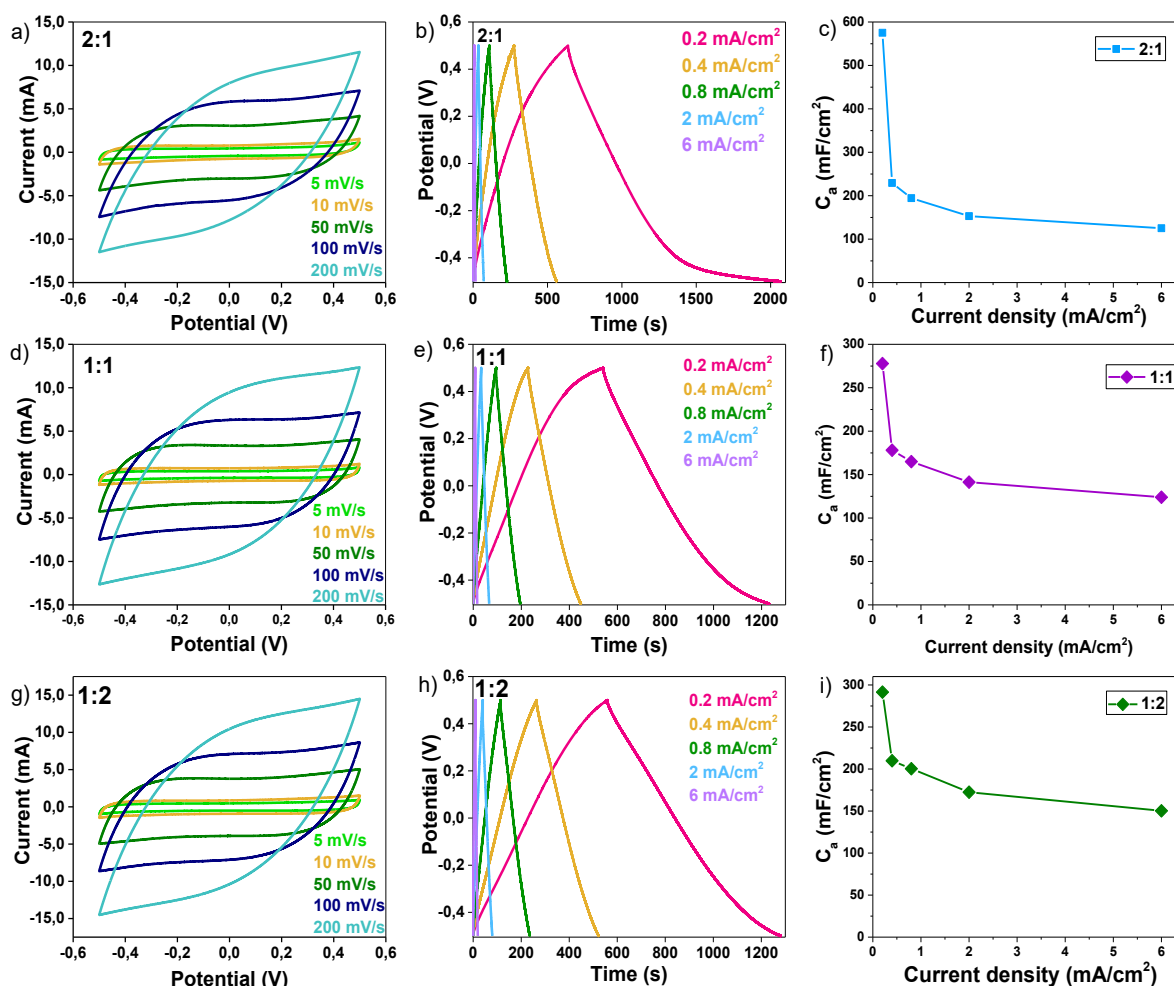 a)
2:1
Current (mA)
15,0
10,0
5,0
0,0
-5,0
-10,0
-15,0
5 mV/s
10 mV/s
50 mV/s
100 mV/s
200 mV/s
-0,6 -0,4 -0,2 0,0 0,2 0,4 0,6
Potential (V)
b)
2:1
Potential (V)
0,6
0,4
0,2
0,0
-0,2
-0,4
0.2 mA/cm²
0.4 mA/cm²
0.8 mA/cm²
2 mA/cm²
6 mA/cm²
0 500 1000 1500 2000
Time (s)
c)
2:1
Cₐ (mF/cm²)
600
500
400
300
200
100
0
0 1 2 3 4 5 6
Current density (mA/cm²)
d)
1:1
Current (mA)
15,0
10,0
5,0
0,0
-5,0
-10,0
15,0
5 mV/s
10 mV/s
50 mV/s
100 mV/s
200 mV/s
-0,6 -0,4 -0,2 0,0 0,2 0,4 0,6
Potential (V)
e)
1:1
Potential (V)
0,6
0,4
0,2
0,0
-0,2
-0,4
0.2 mA/cm²
0.4 mA/cm²
0.8 mA/cm²
2 mA/cm²
6 mA/cm²
0 200 400 600 800 1000 1200
Time (s)
f)
1:1
Cₐ (mF/cm²)
300
250
200
150
100
50
0
0 1 2 3 4 5 6
Current density (mA/cm²)
g)
1:2
Current (mA)
15,0
10,0
5,0
0,0
-5,0
-10,0
-15,0
5 mV/s
10 mV/s
50 mV/s
100 mV/s
200 mV/s
-0,6 -0,4 -0,2 0,0 0,2 0,4 0,6
Potential (V)
h)
1:2
Potential (V)
0,6
0,4
0,2
0,0
-0,2
-0,4
0.2 mA/cm²
0.4 mA/cm²
0.8 mA/cm²
2 mA/cm²
6 mA/cm²
0 200 400 600 800 1000 1200
Time (s)
i)
1:2
Cₐ (mF/cm²)
300
250
200
150
100
50
0
0 1 2 3 4 5 6
Current density (mA/cm²)